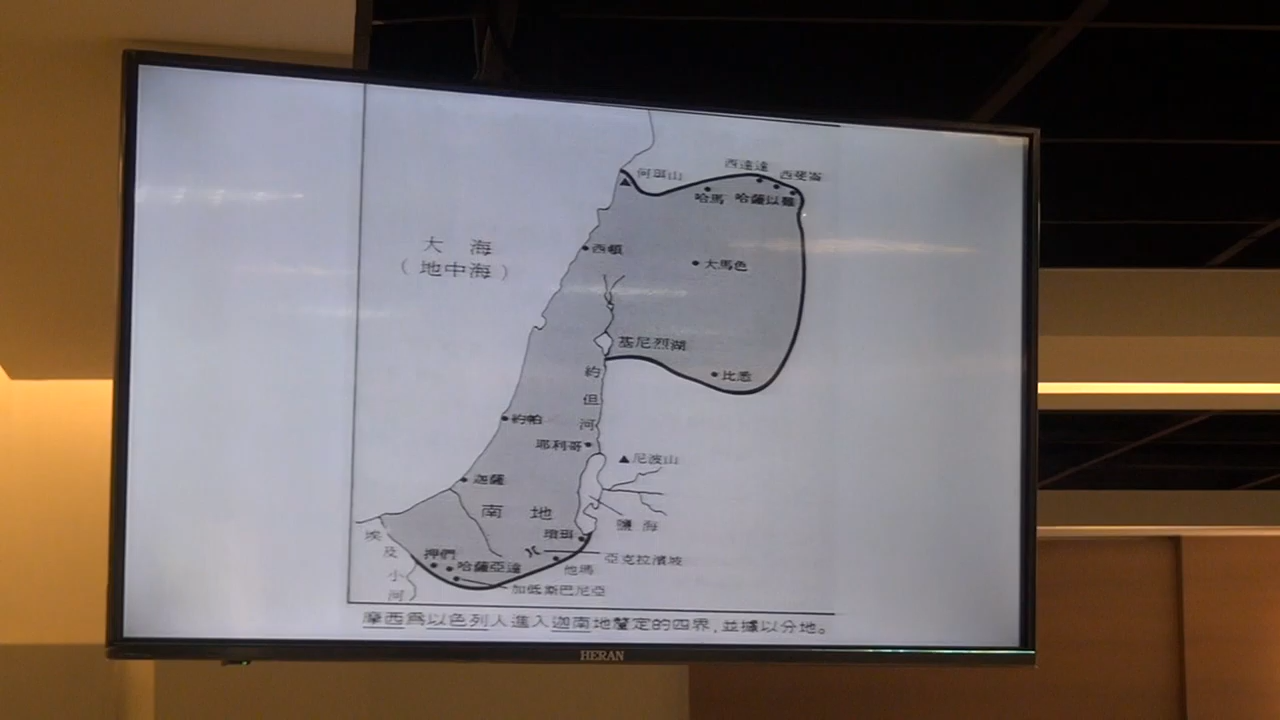 何珥山
西達達
西斐崙
哈馬
哈薩以難
大 海
(地中海)
西頓
大馬色
基尼烈湖
約但河
比悉
約帕
耶利哥
尼波山
迦薩
南 地
鹽 海
埃及小河
押們
哈薩亞達
他瑪
亞克拉濱坡
加低斯巴尼亞
摩西為以色列人進入迦南地釐定的四界,並據以分地。
HERAN